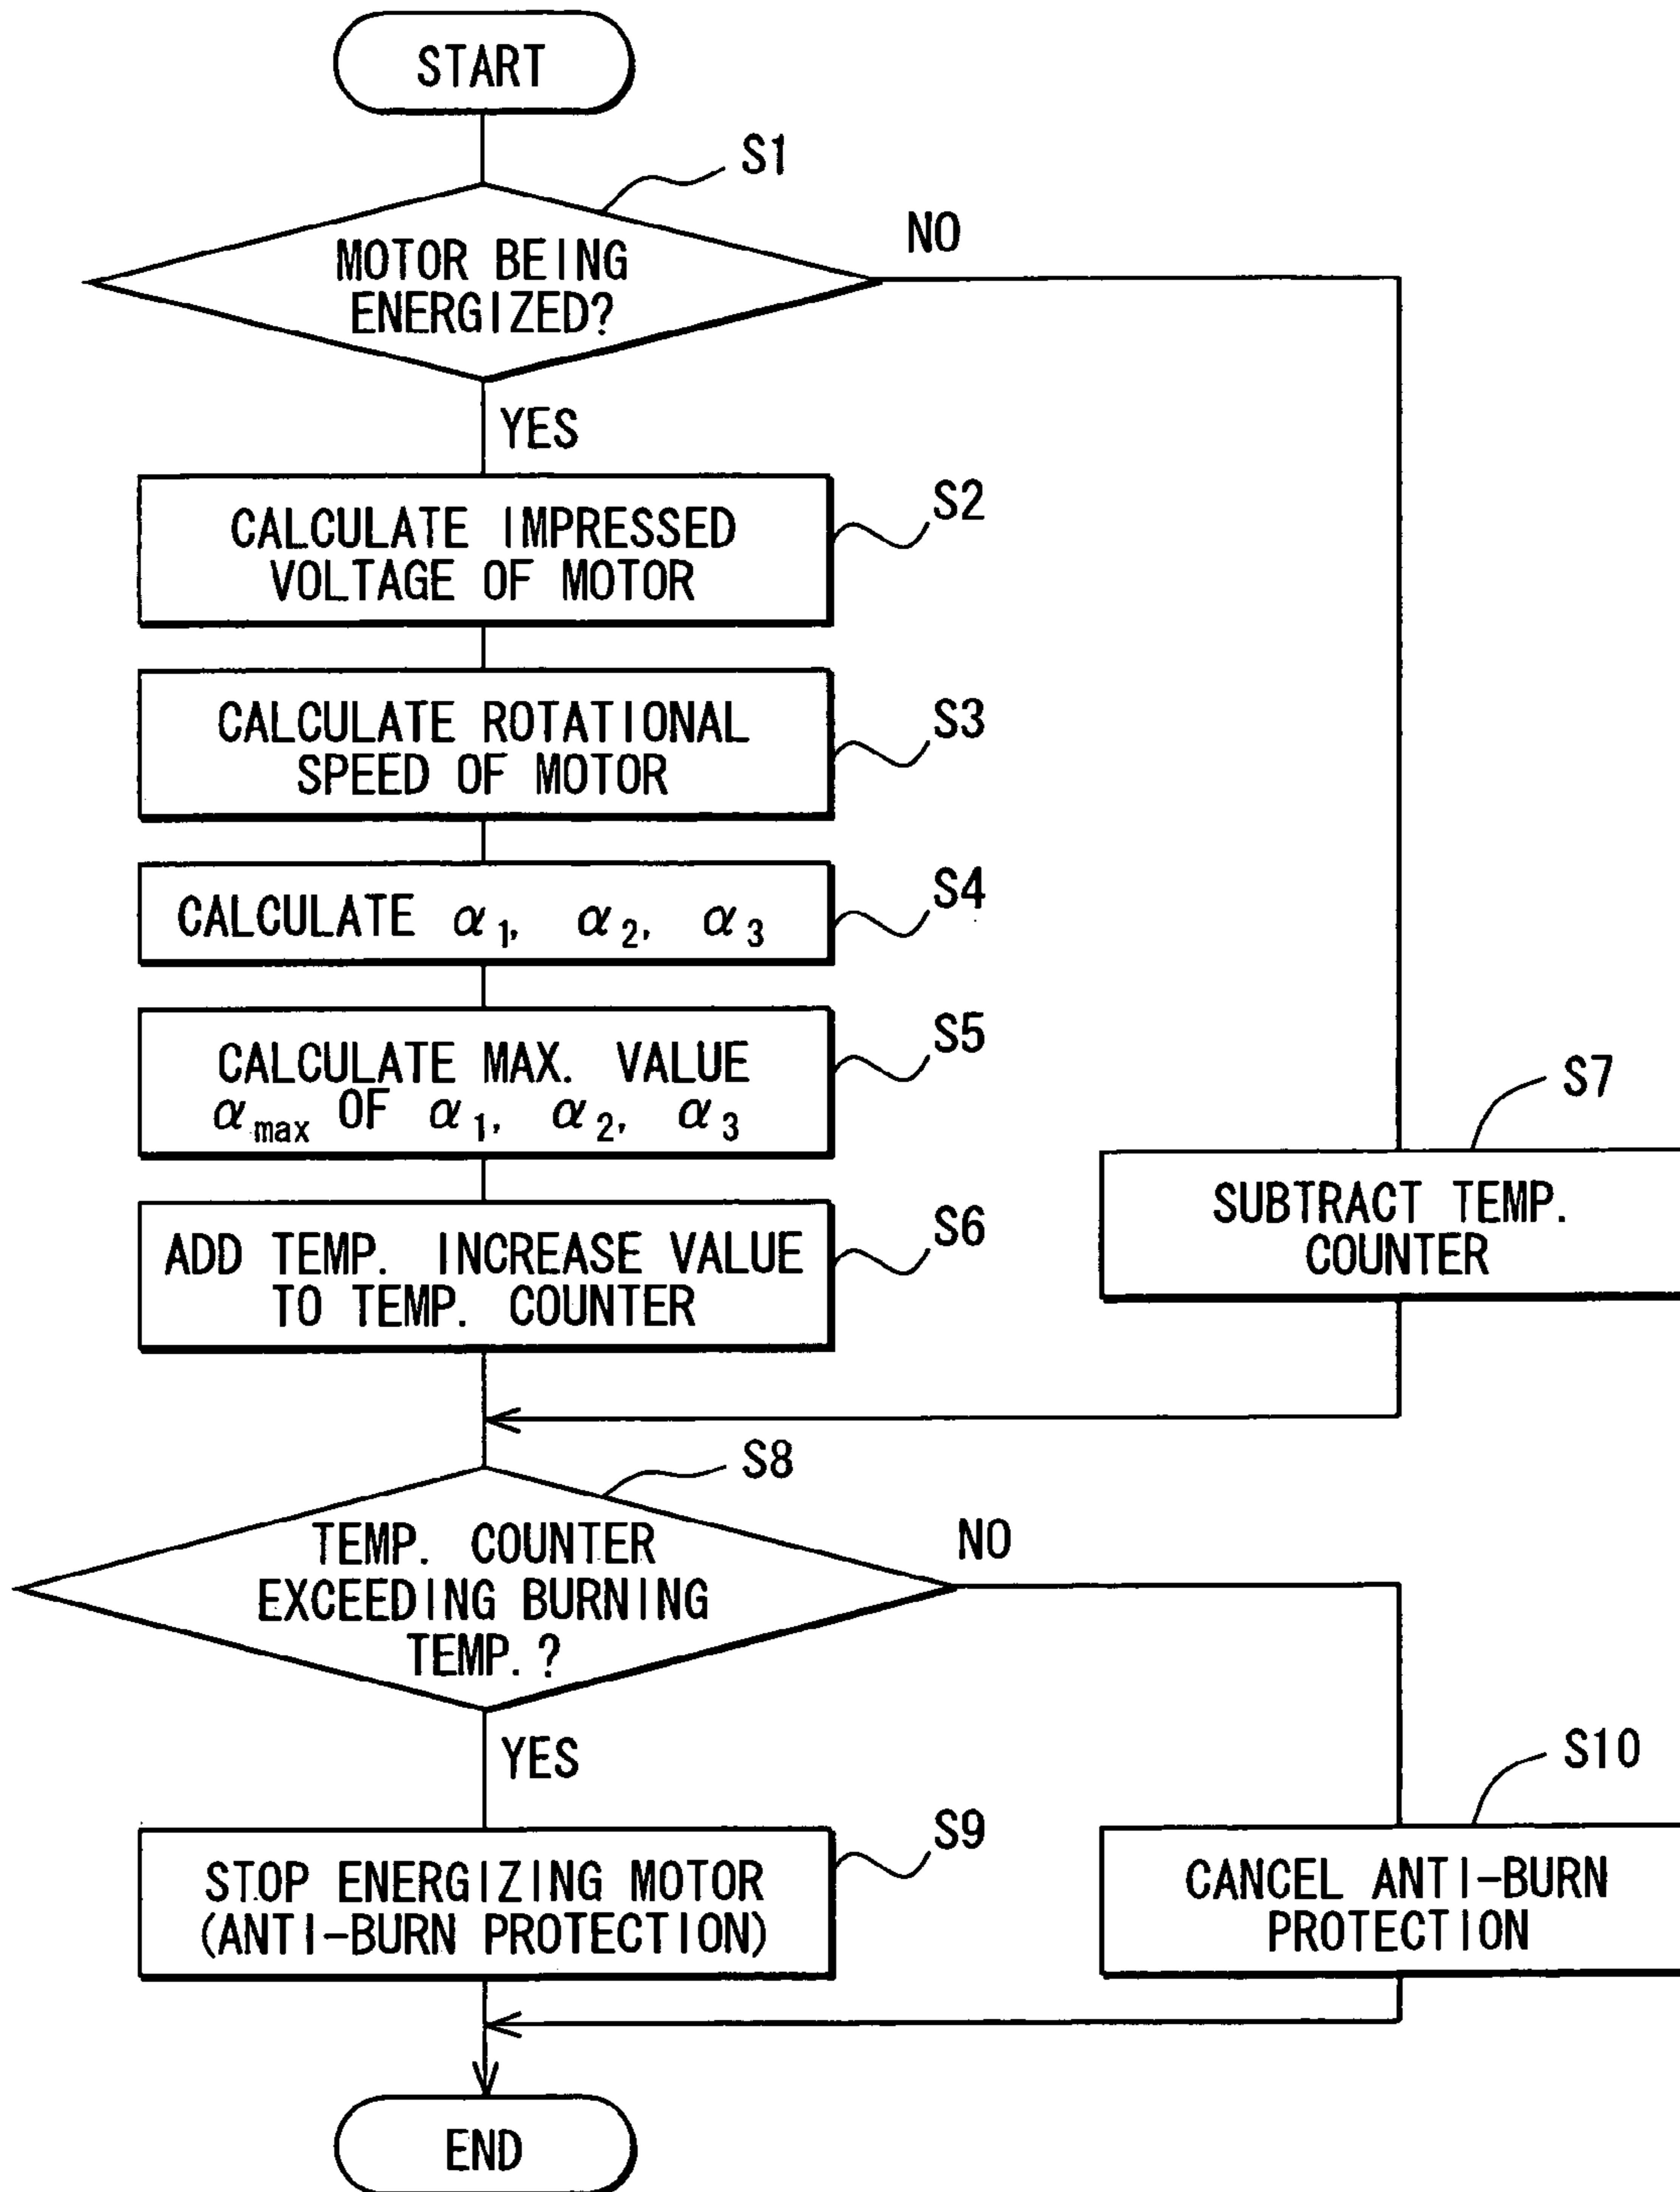 START
S1
MOTOR BEING
ENERGIZED?
NO
YES
CALCULATE IMPRESSED
VOLTAGE OF MOTOR
S2
CALCULATE ROTATIONAL
SPEED OF MOTOR
S3
CALCULATE α1, α2, α3
S4
CALCULATE MAX. VALUE
αmax OF α1, α2, α3
S5
ADD TEMP. INCREASE VALUE
TO TEMP. COUNTER
S6
S7
SUBTRACT TEMP.
COUNTER
S8
TEMP. COUNTER
EXCEEDING BURNING
TEMP.?
NO
YES
STOP ENERGIZING MOTOR
(ANTI-BURN PROTECTION)
S9
S10
CANCEL ANTI-BURN
PROTECTION
END